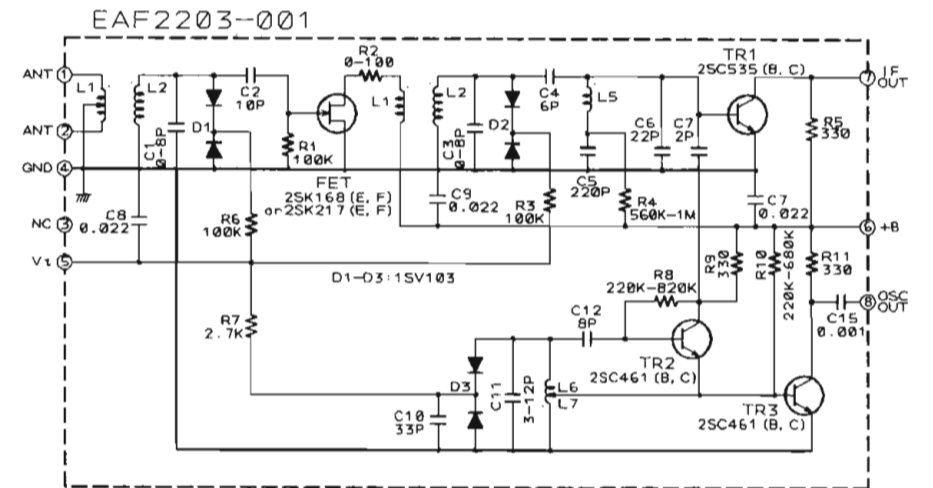 EAF2203-001
ANT 1
ANT 2
GND 4
NC 3
Vt 5
L1
L2
C1
0-8P
D1
C2
10P
R1
100K
FET
2SK168 (E, F)
or 2SK217 (E, F)
R2
0-100
L1
L2
C3
0-8P
D2
C4
6P
L5
C5
220P
C6
22P
C7
2P
TR1
2SC535 (B, C)
7 IF
OUT
R5
330
C8
0.022
R6
100K
C9
0.022
R3
100K
R4
560K-1M
C7
0.022
6 +B
D1-D3:1SV103
R7
2.7K
R8
220K-820K
R9
330
R10
220K-680K
R11
330
8 OSC
OUT
C15
0.001
C12
8P
TR2
2SC461 (B, C)
D3
C10
33P
C11
3-12P
L6
L7
TR3
2SC461 (B, C)